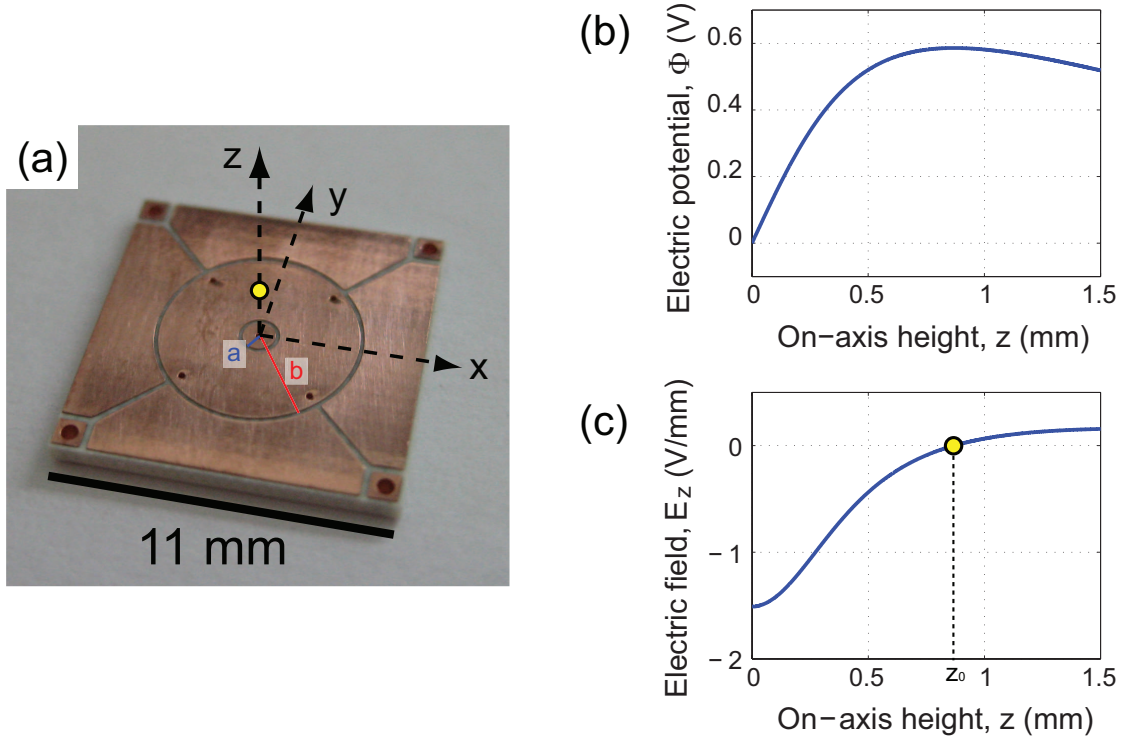 (a)
z
y
x
a
b
11 mm
(b)
Electric potential, Φ (V)
0.6
0.4
0.2
0
0
0.5
1
1.5
On−axis height, z (mm)
(c)
Electric field, Ez (V/mm)
0
−1
−2
0
0.5
z₀
1
1.5
On−axis height, z (mm)